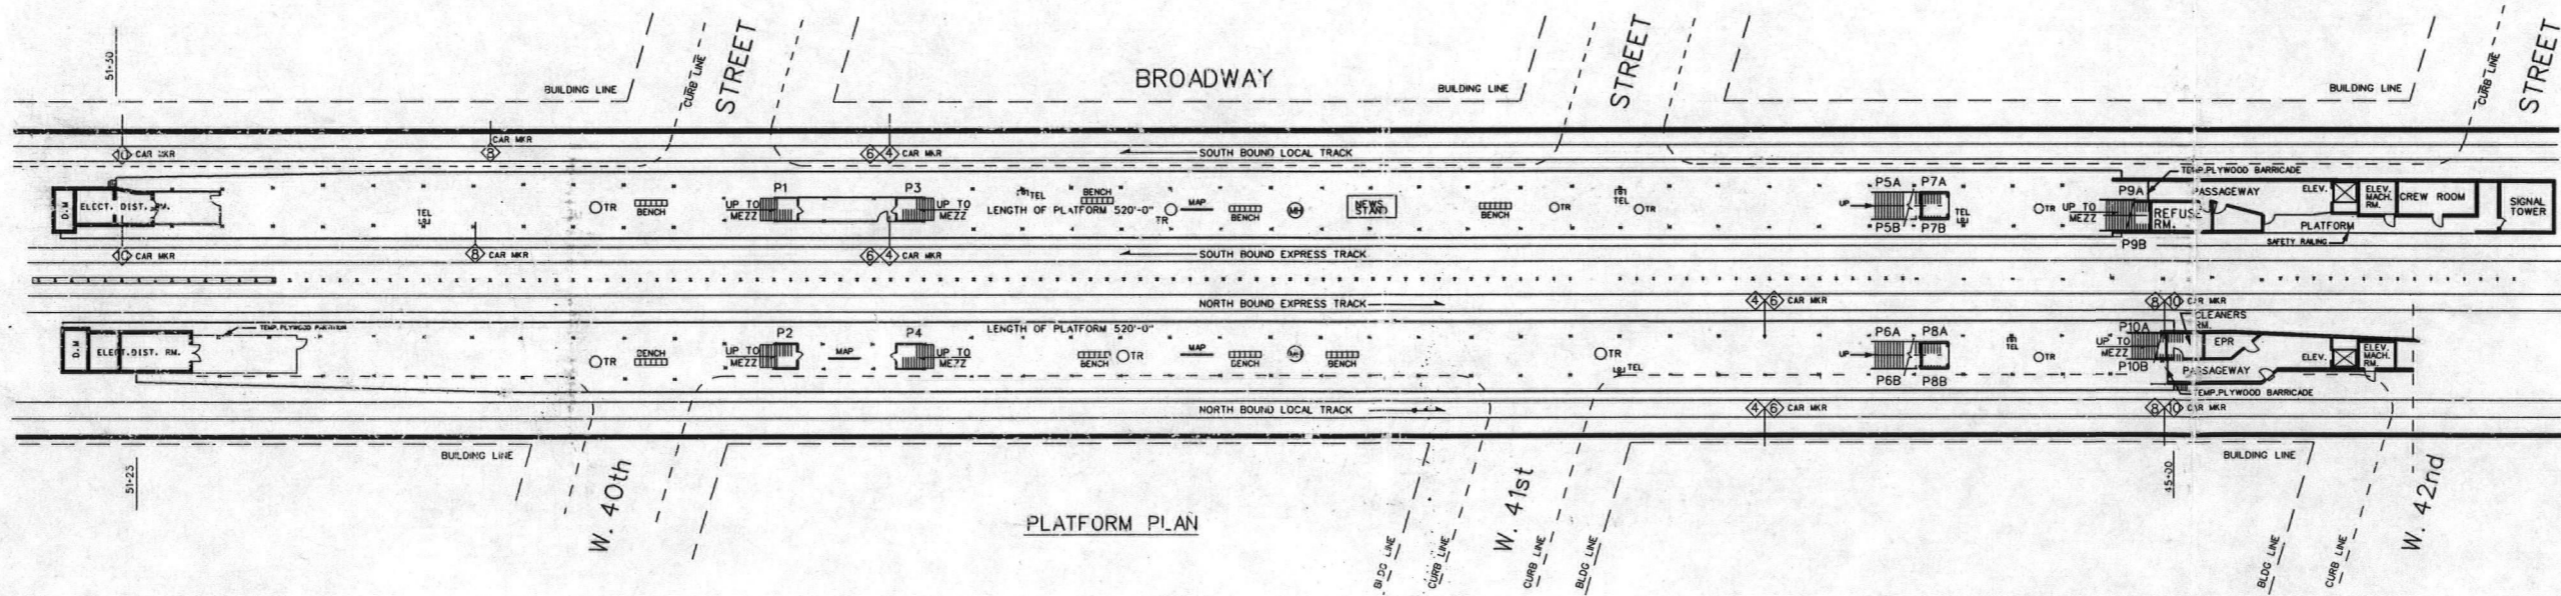 51+30
BUILDING LINE
CURB LINE
STREET
BROADWAY
BUILDING LINE
STREET
BUILDING LINE
CURB LINE
STREET
10 CAR MKR
8 CAR MKR
6 4 CAR MKR
SOUTH BOUND LOCAL TRACK
D.M
ELECT. DIST. RM.
TEL
TR
BENCH
P1
UP TO
MEZZ
P3
UP TO
MEZZ
TEL
BENCH
LENGTH OF PLATFORM 520'-0"
TR
MAP
BENCH
MH
NEWS
STAND
BENCH
TR
TEL
TR
P5A P7A
UP
P5B P7B
TEL
TR
UP TO
MEZZ
P9A
P9B
TEMP.PLYWOOD BARRICADE
PASSAGEWAY
REFUSE
RM.
ELEV.
ELEV.
MACH.
RM.
CREW ROOM
PLATFORM
SAFETY RAILING
SIGNAL
TOWER
10 CAR MKR
8 CAR MKR
6 4 CAR MKR
SOUTH BOUND EXPRESS TRACK
NORTH BOUND EXPRESS TRACK
4 6 CAR MKR
8 10 CAR MKR
D.M
ELECT.DIST. RM.
TEMP. PLYWOOD PARTITION
TR
BENCH
P2
UP TO
MEZZ
MAP
P4
UP TO
MEZZ
LENGTH OF PLATFORM 520'-0"
BENCH
TR
MAP
BENCH
MH
BENCH
TR
TEL
P6A P8A
UP
P6B P8B
TEL
TR
P10A
UP TO
MEZZ
P10B
CLEANERS
RM.
EPR
PASSAGEWAY
ELEV.
ELEV.
MACH.
RM.
TEMP.PLYWOOD BARRICADE
NORTH BOUND LOCAL TRACK
4 6 CAR MKR
8 10 CAR MKR
BUILDING LINE
51+23
W. 40th
PLATFORM PLAN
BLDG LINE
CURB LINE
W. 41st
CURB LINE
BLDG LINE
45+00
BUILDING LINE
BLDG LINE
CURB LINE
W. 42nd